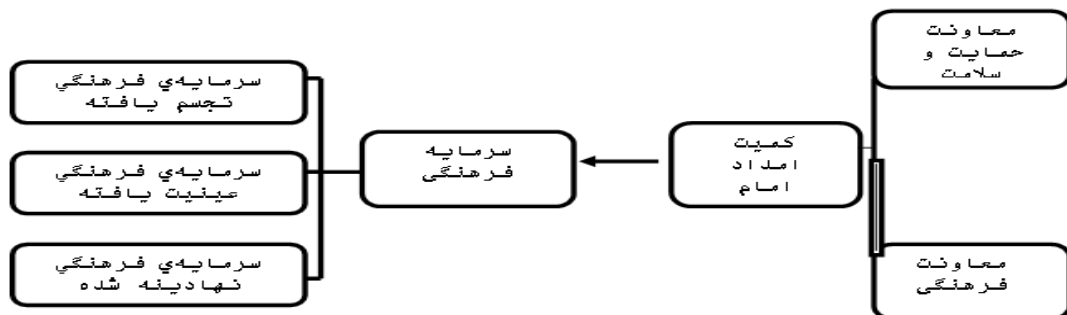 معاونت
حمایت و
سلامت
کمیت
امداد
امام
معاونت
فرهنگی
سرمایه
فرهنگی
سرمایه‌ي فرهنگي
تجسم یافته
سرمایه‌ي فرهنگي
عینیت یافته
سرمایه‌ي فرهنگي
نهادینه شده